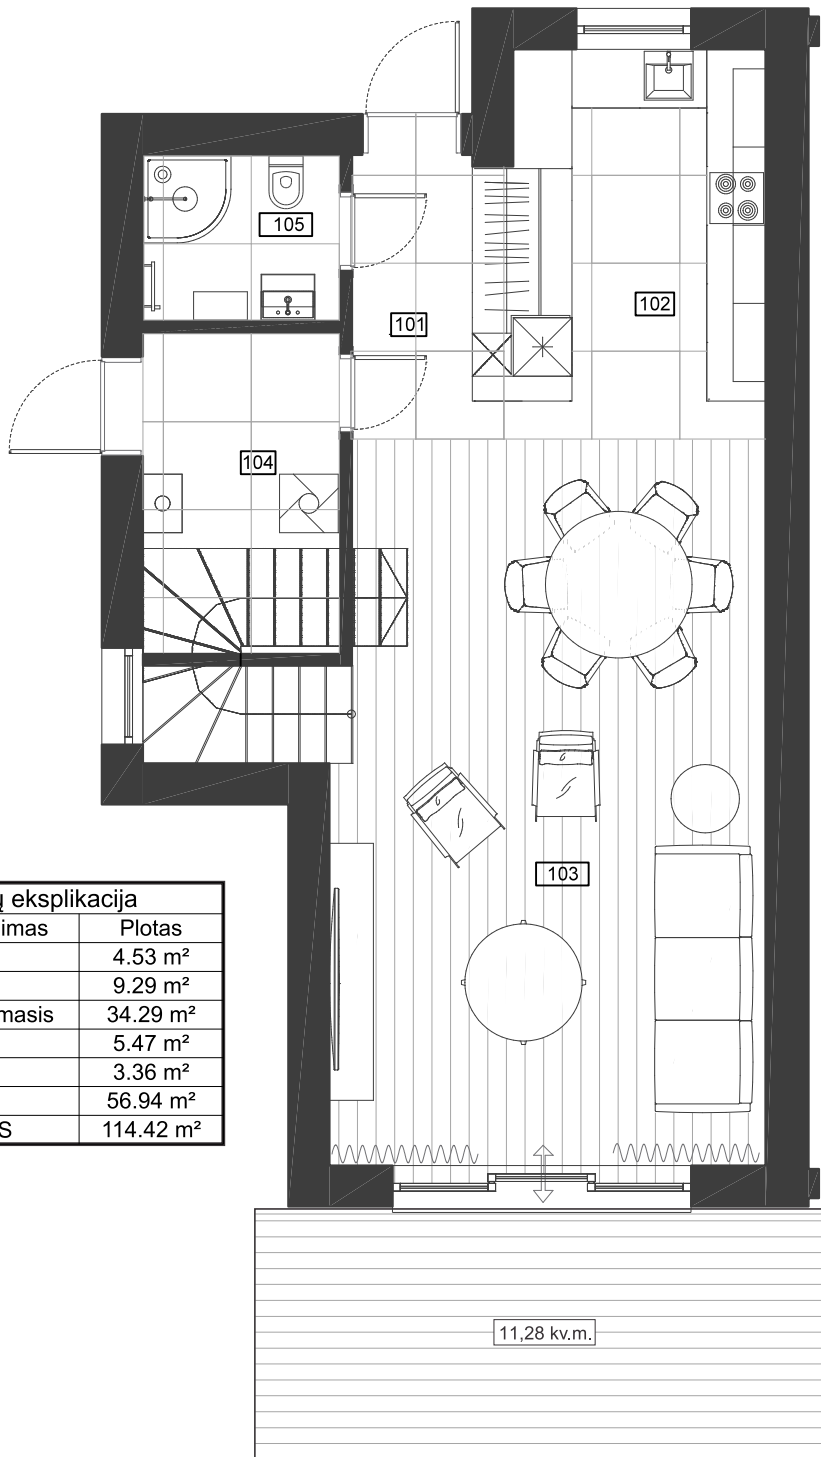 105
102
101
104
103
ų eksplikacija
imas Plotas
4.53 m²
9.29 m²
masis 34.29 m²
5.47 m²
3.36 m²
56.94 m²
S 114.42 m²
11,28 kv.m.